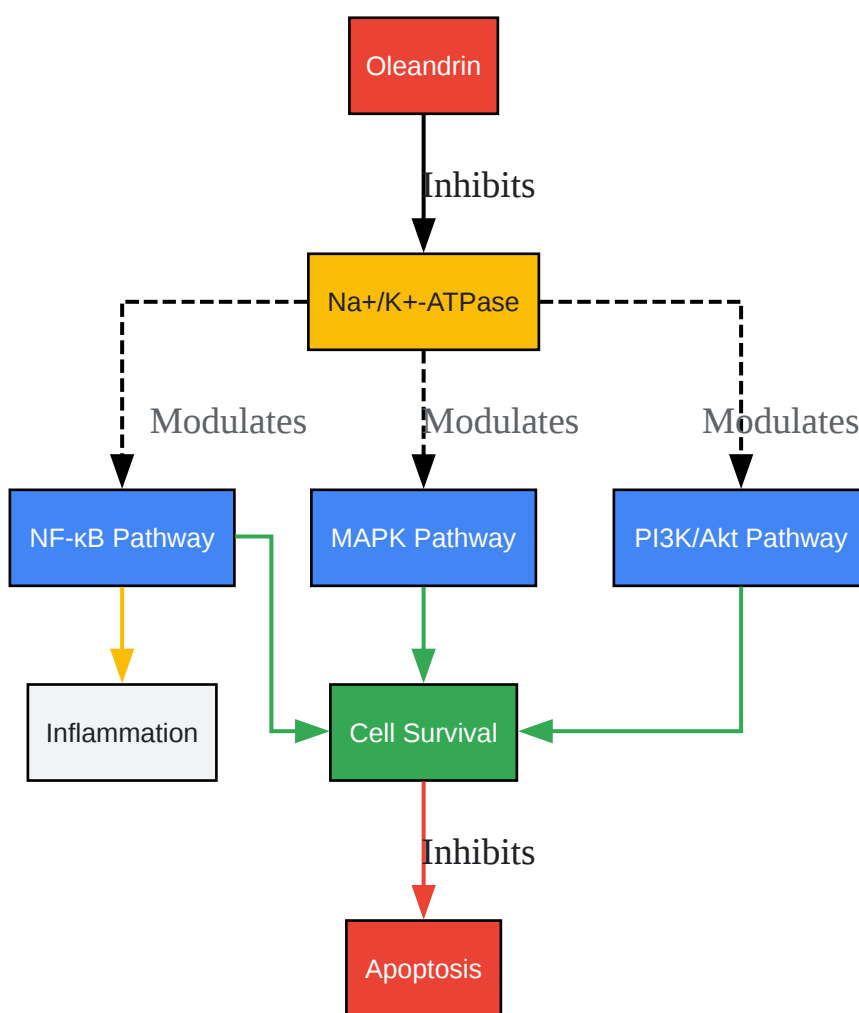 Oleandrin
Inhibits
Na+/K+-ATPase
Modulates
Modulates
Modulates
NF-κB Pathway
MAPK Pathway
PI3K/Akt Pathway
Inflammation
Cell Survival
Inhibits
Apoptosis